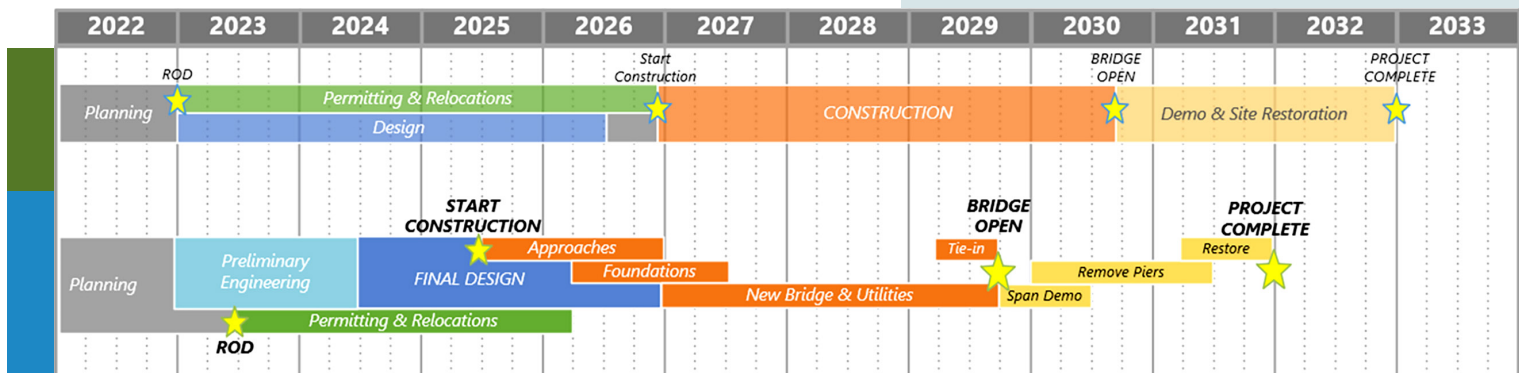 2022 2023 2024 2025 2026 2027 2028 2029 2030 2031 2032 2033
ROD
Start
Construction
BRIDGE
OPEN
PROJECT
COMPLETE
Planning
Permitting & Relocations
Design
CONSTRUCTION
Demo & Site Restoration
START
CONSTRUCTION
BRIDGE
OPEN
PROJECT
COMPLETE
Planning
Preliminary
Engineering
FINAL DESIGN
Approaches
Foundations
New Bridge & Utilities
Tie-in
Span Demo
Remove Piers
Restore
Permitting & Relocations
ROD